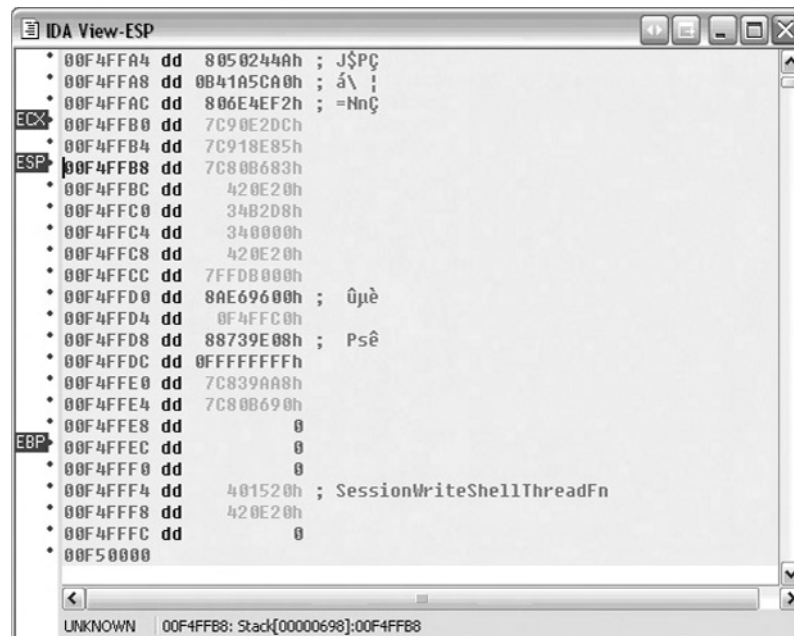 IDA View-ESP
00F4FFA4 dd 8050244Ah ; J$PÇ
00F4FFA8 dd 0B41A5CA0h ; á\ ¦
00F4FFAC dd 806E4EF2h ; =NnÇ
ECX 00F4FFB0 dd 7C90E2DCh
00F4FFB4 dd 7C918E85h
ESP 00F4FFB8 dd 7C80B683h
00F4FFBC dd 420E20h
00F4FFC0 dd 34B2D8h
00F4FFC4 dd 340000h
00F4FFC8 dd 420E20h
00F4FFCC dd 7FFDB000h
00F4FFD0 dd 8AE69600h ; ûµè
00F4FFD4 dd 0F4FFC0h
00F4FFD8 dd 88739E08h ; Psê
00F4FFDC dd 0FFFFFFFFh
00F4FFE0 dd 7C839AA8h
00F4FFE4 dd 7C80B690h
00F4FFE8 dd 0
EBP 00F4FFEC dd 0
00F4FFF0 dd 0
00F4FFF4 dd 401520h ; SessionWriteShellThreadFn
00F4FFF8 dd 420E20h
00F4FFFC dd 0
00F50000
UNKNOWN 00F4FFB8: Stack[00000698]:00F4FFB8